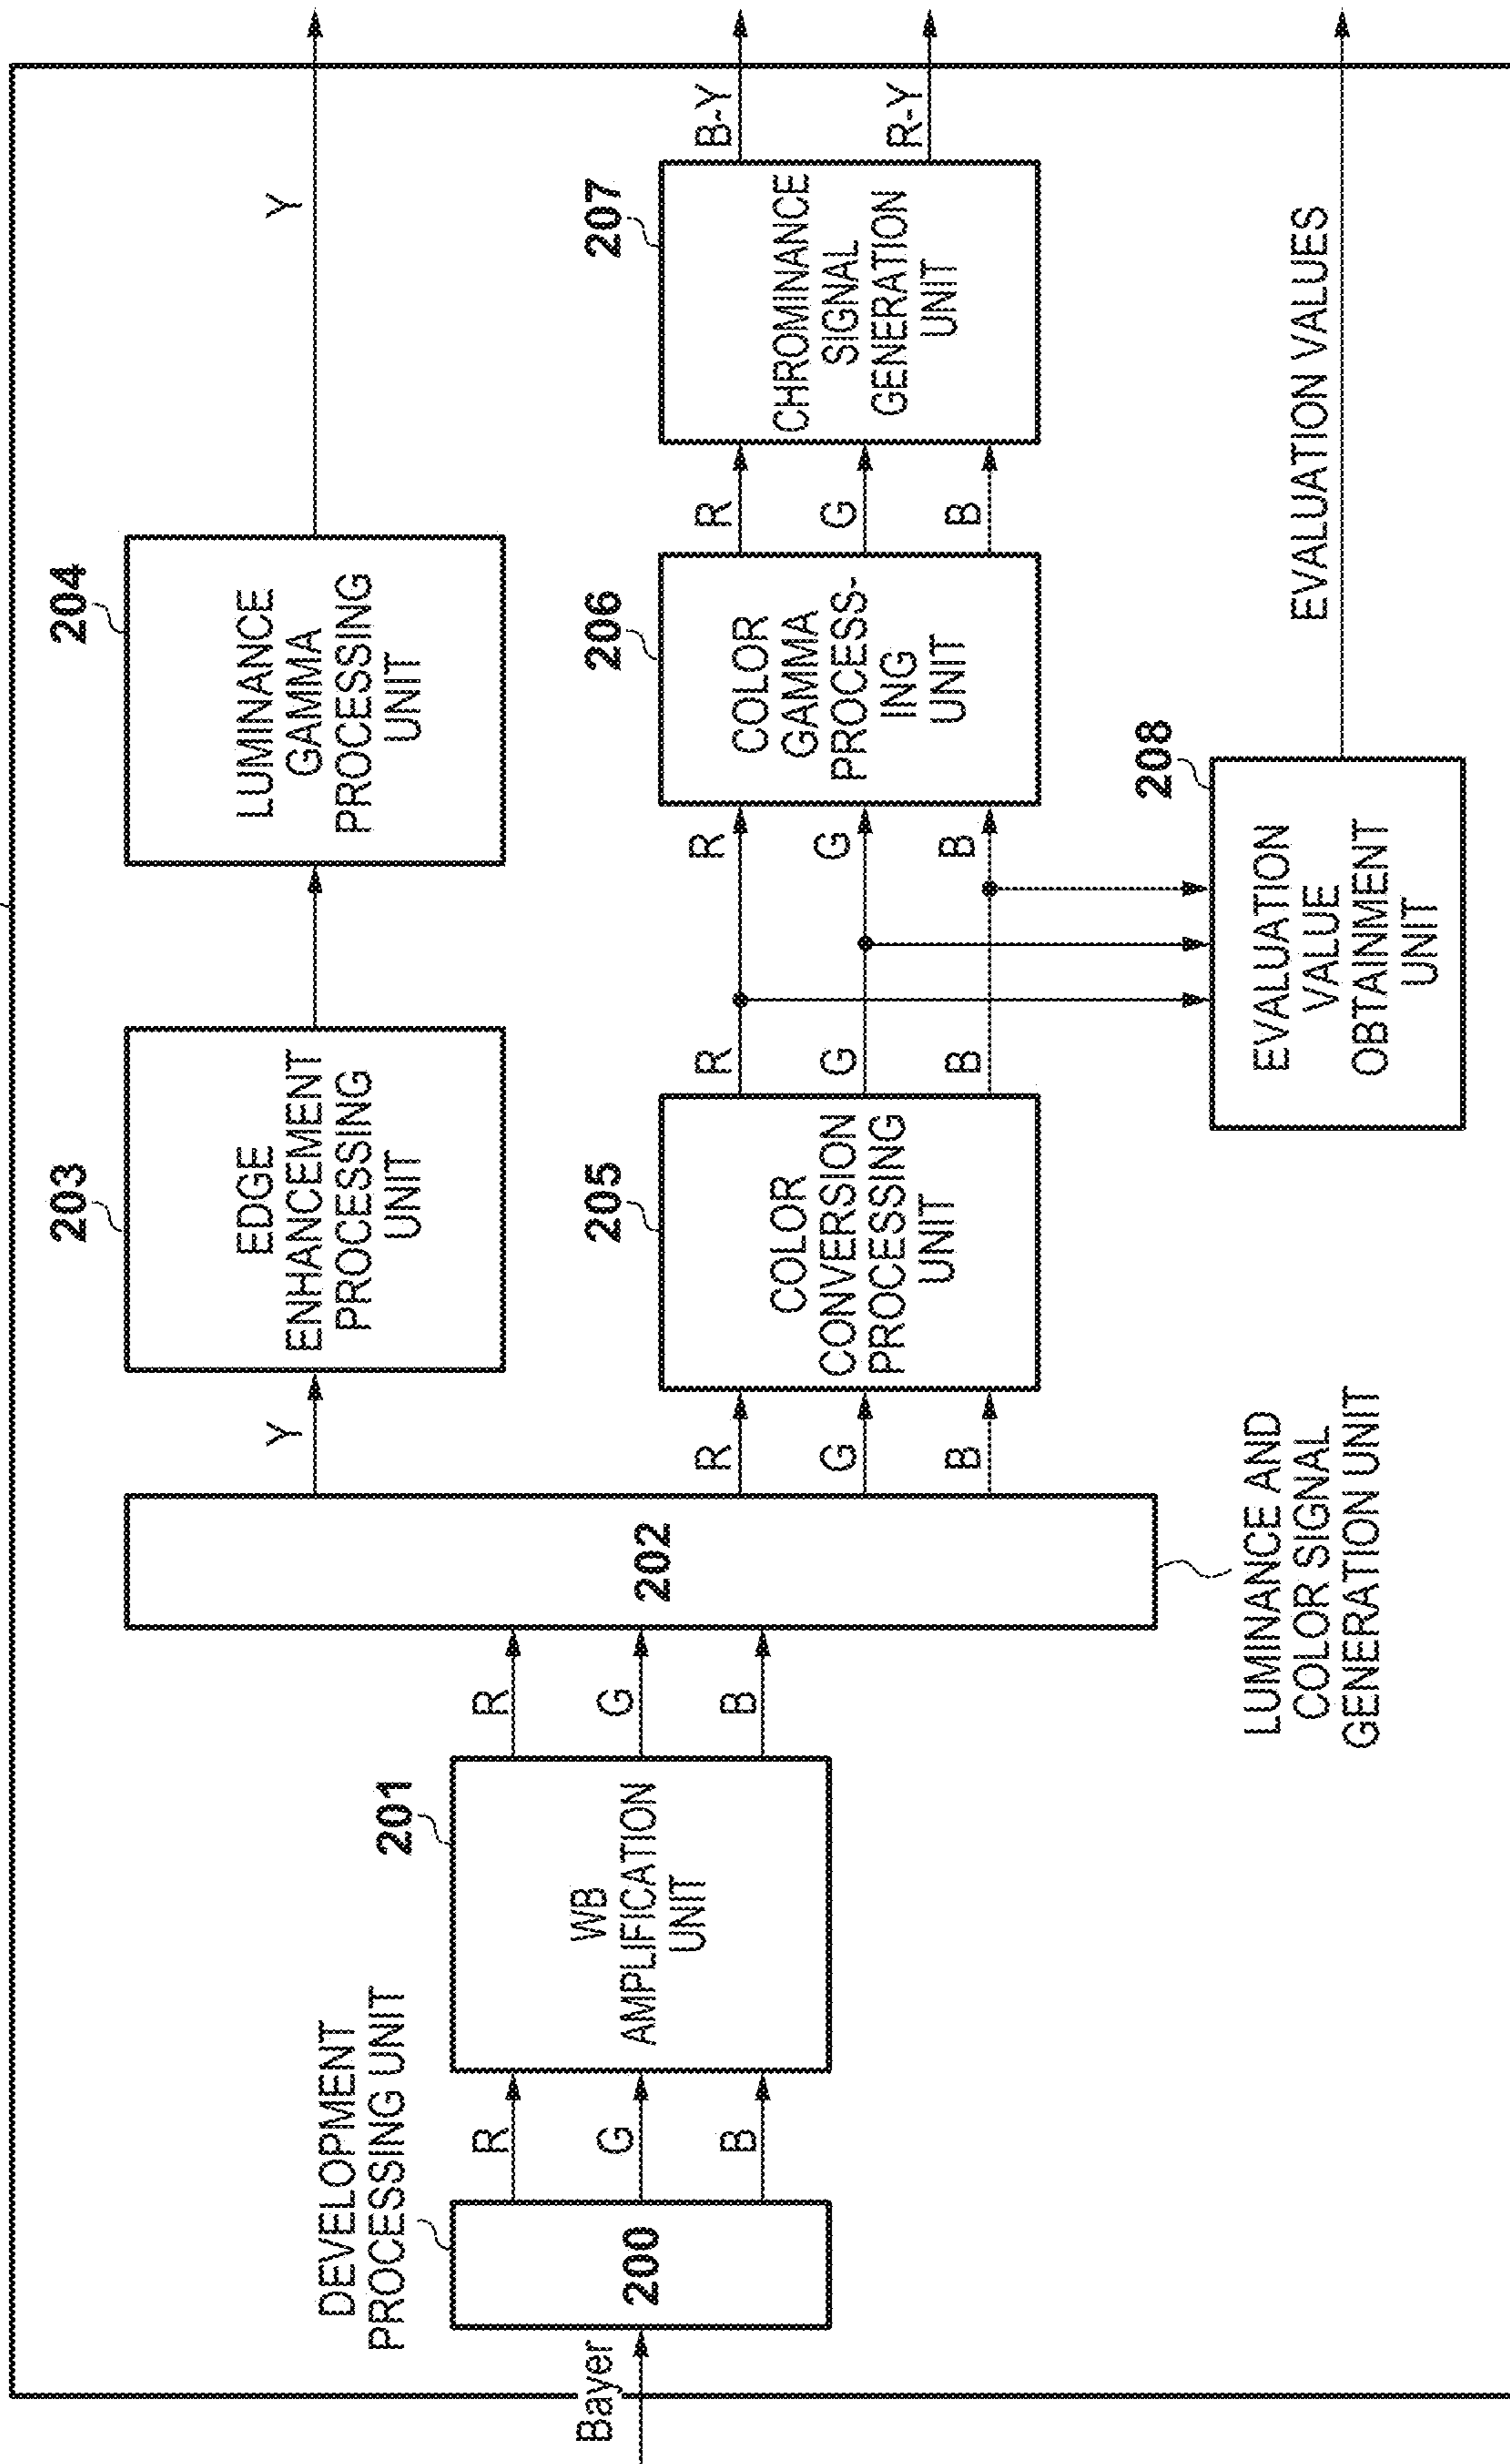 Bayer
DEVELOPMENT
PROCESSING UNIT
200
R
G
B
201
WB
AMPLIFICATION
UNIT
R
G
B
202
LUMINANCE AND
COLOR SIGNAL
GENERATION UNIT
Y
203
EDGE
ENHANCEMENT
PROCESSING
UNIT
204
LUMINANCE
GAMMA
PROCESSING
UNIT
Y
R
G
B
205
COLOR
CONVERSION
PROCESSING
UNIT
R
G
B
R
G
B
206
COLOR
GAMMA
PROCESS-
ING
UNIT
R
G
B
207
CHROMINANCE
SIGNAL
GENERATION
UNIT
B-Y
R-Y
208
EVALUATION
VALUE
OBTAINMENT
UNIT
EVALUATION VALUES